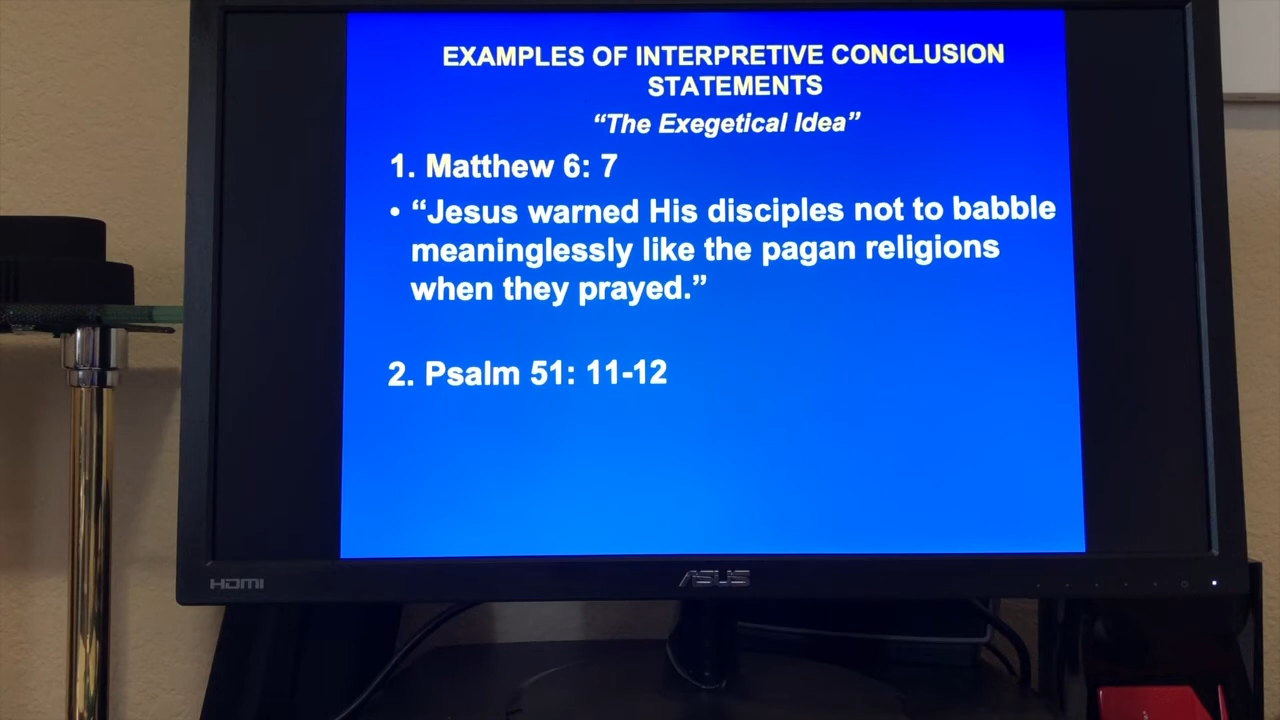 EXAMPLES OF INTERPRETIVE CONCLUSION
STATEMENTS
“The Exegetical Idea”
1. Matthew 6: 7
• “Jesus warned His disciples not to babble
meaninglessly like the pagan religions
when they prayed.”
2. Psalm 51: 11-12
HDMI
ASUS